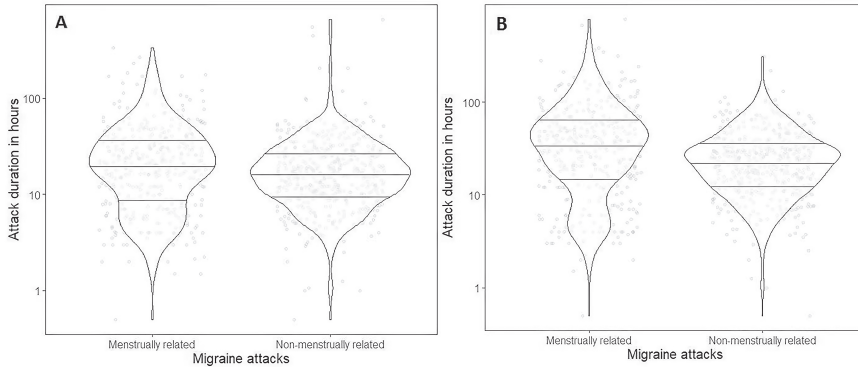 A
Attack duration in hours
100
10
1
Menstrually related Non-menstrually related
Migraine attacks
B
Attack duration in hours
100
10
1
Menstrually related Non-menstrually related
Migraine attacks